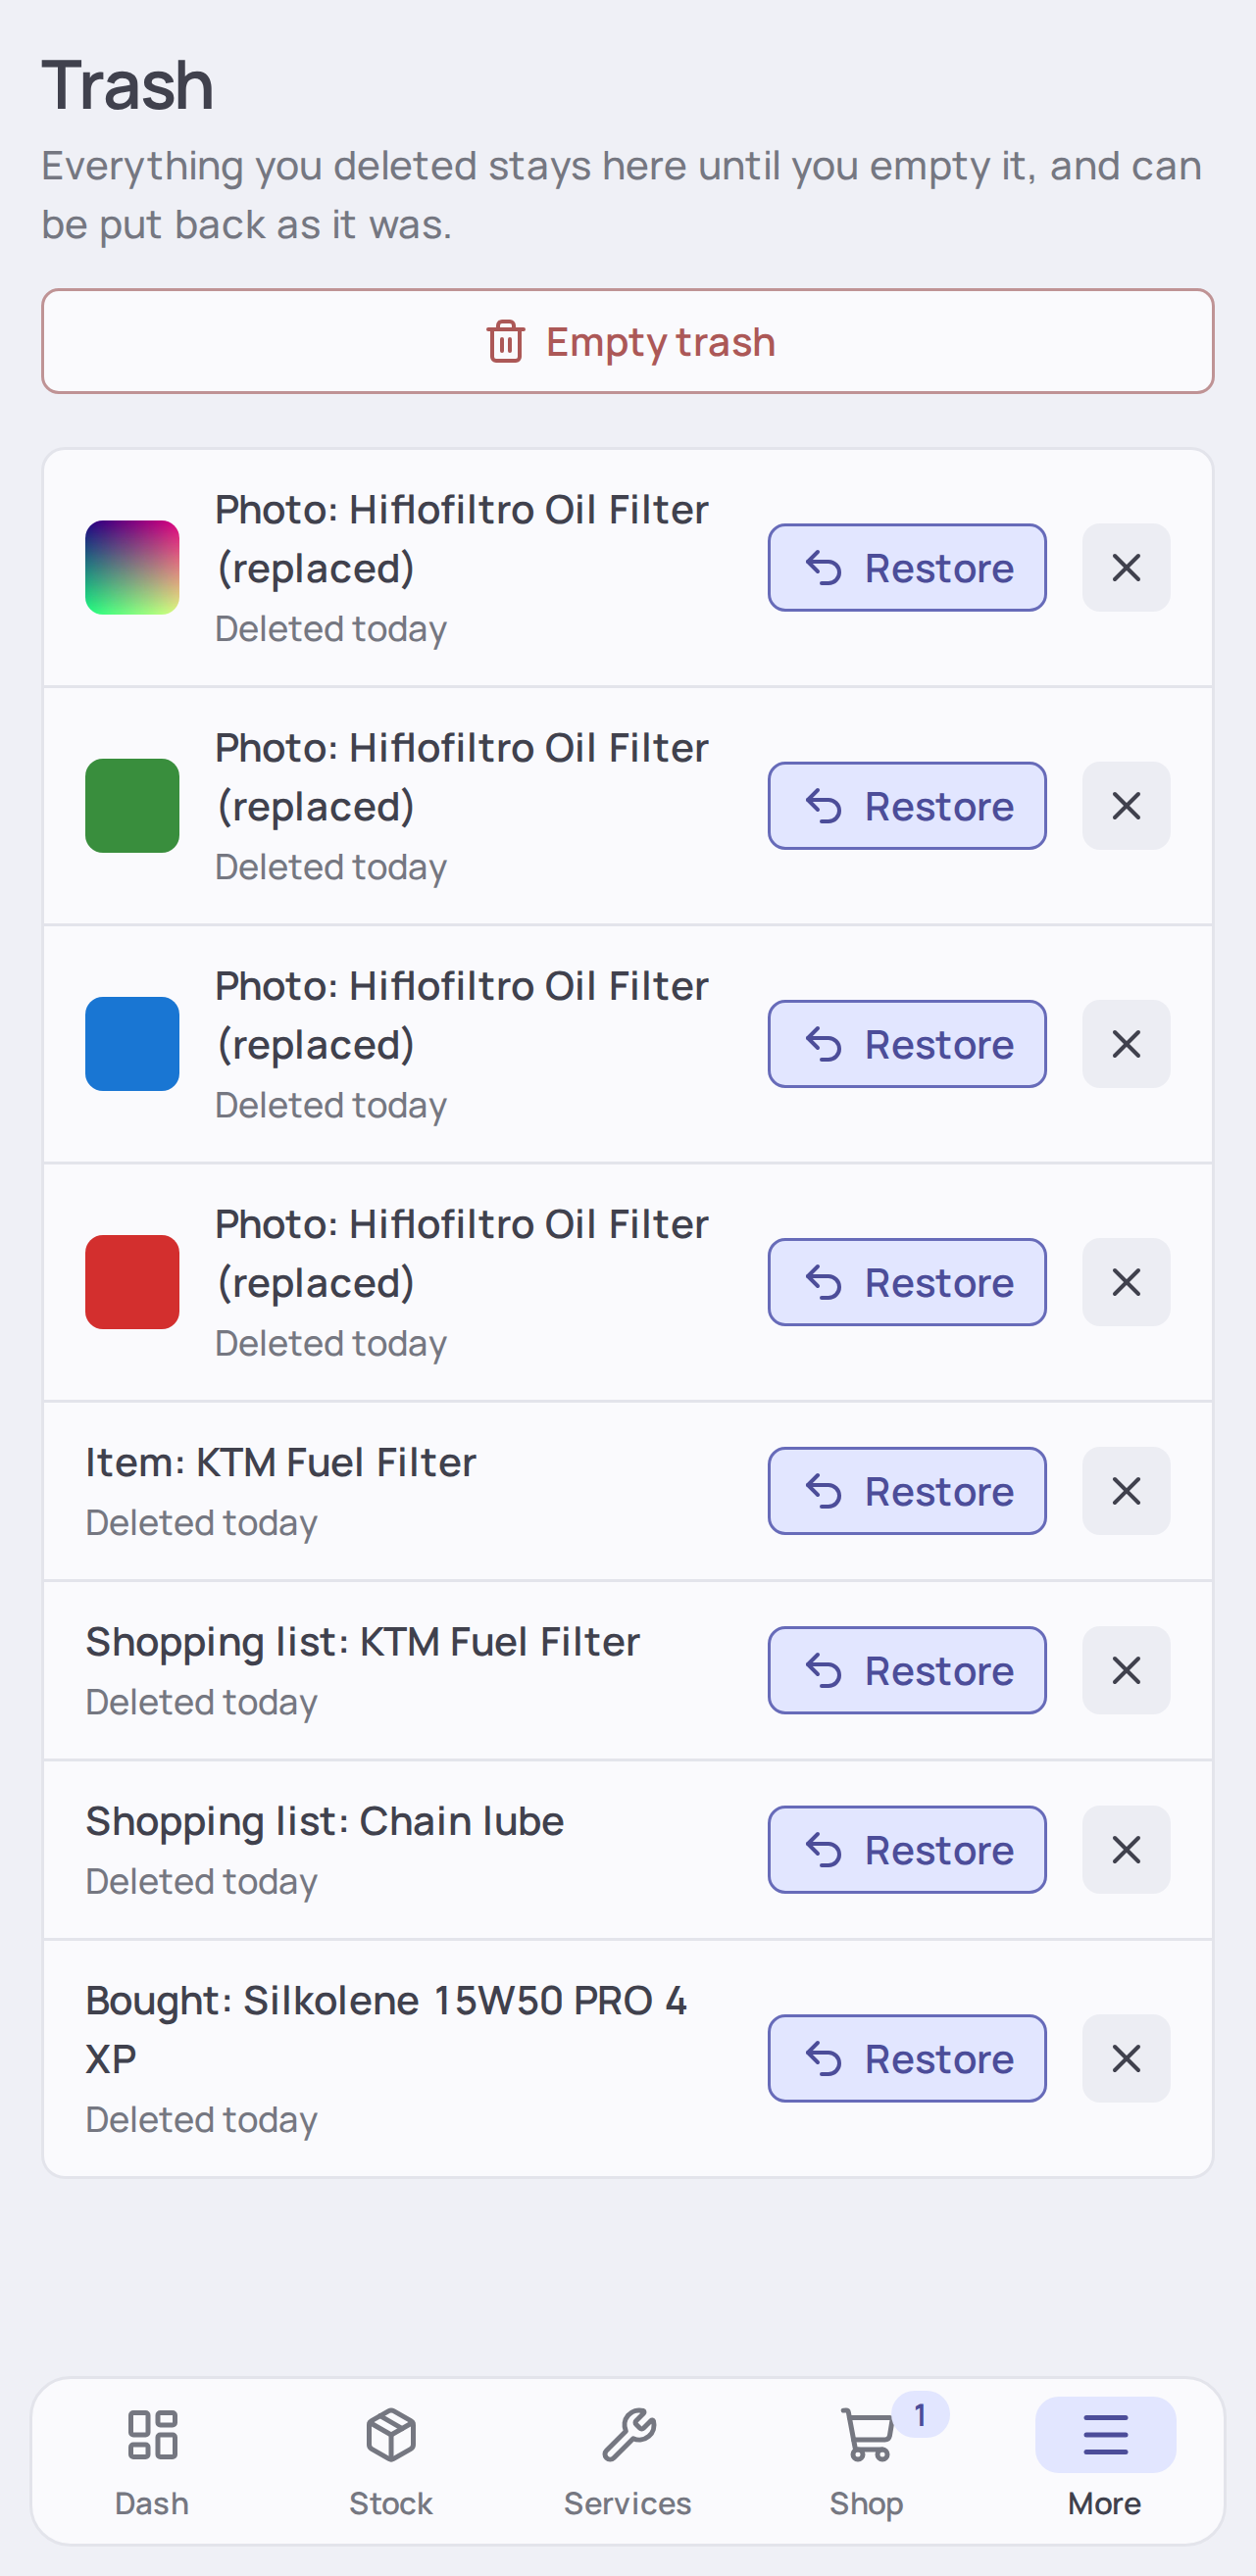 Trash
Everything you deleted stays here until you empty it, and can
be put back as it was.
Empty trash
Photo: Hiflofiltro Oil Filter
(replaced)
Deleted today
Restore
Photo: Hiflofiltro Oil Filter
(replaced)
Deleted today
Restore
Photo: Hiflofiltro Oil Filter
(replaced)
Deleted today
Restore
Photo: Hiflofiltro Oil Filter
(replaced)
Deleted today
Restore
Item: KTM Fuel Filter
Deleted today
Restore
Shopping list: KTM Fuel Filter
Deleted today
Restore
Shopping list: Chain lube
Deleted today
Restore
Bought: Silkolene 15W50 PRO 4
XP
Deleted today
Restore
1
Dash
Stock
Services
Shop
More